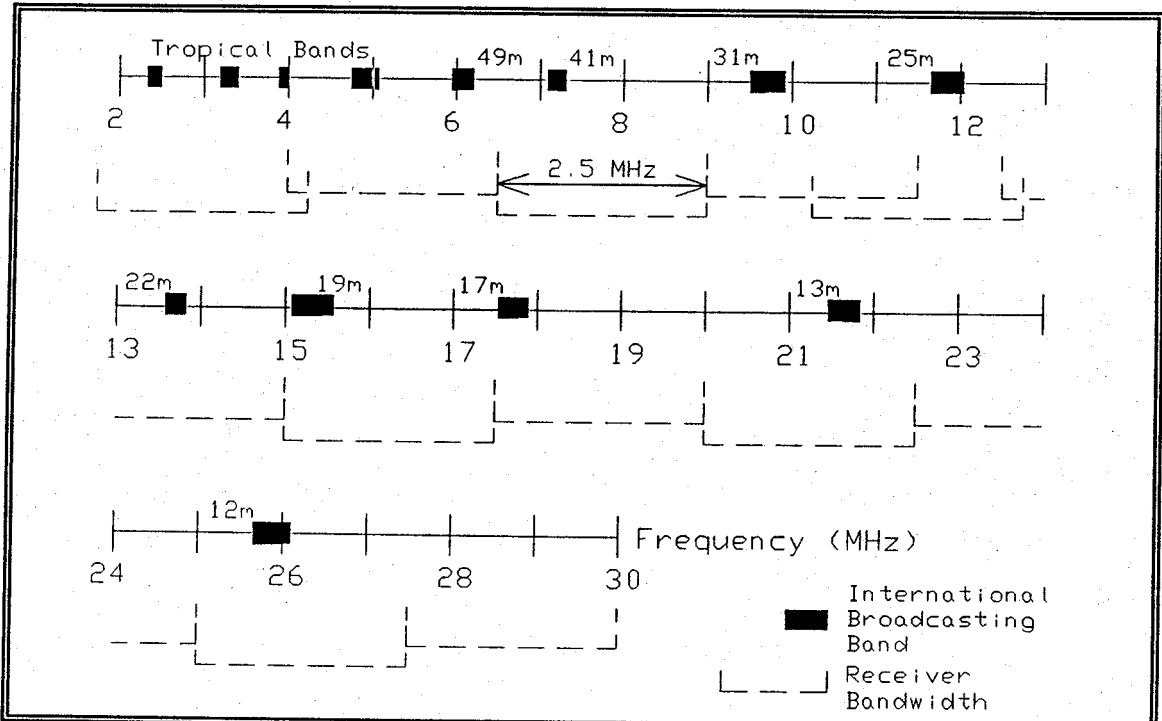 Tropical Bands
49m 41m 31m 25m
2 4 6 8 10 12
2.5 MHz
22m 19m 17m 13m
13 15 17 19 21 23
12m
Frequency (MHz)
24 26 28 30
International
Broadcasting
Band
Receiver
Bandwidth